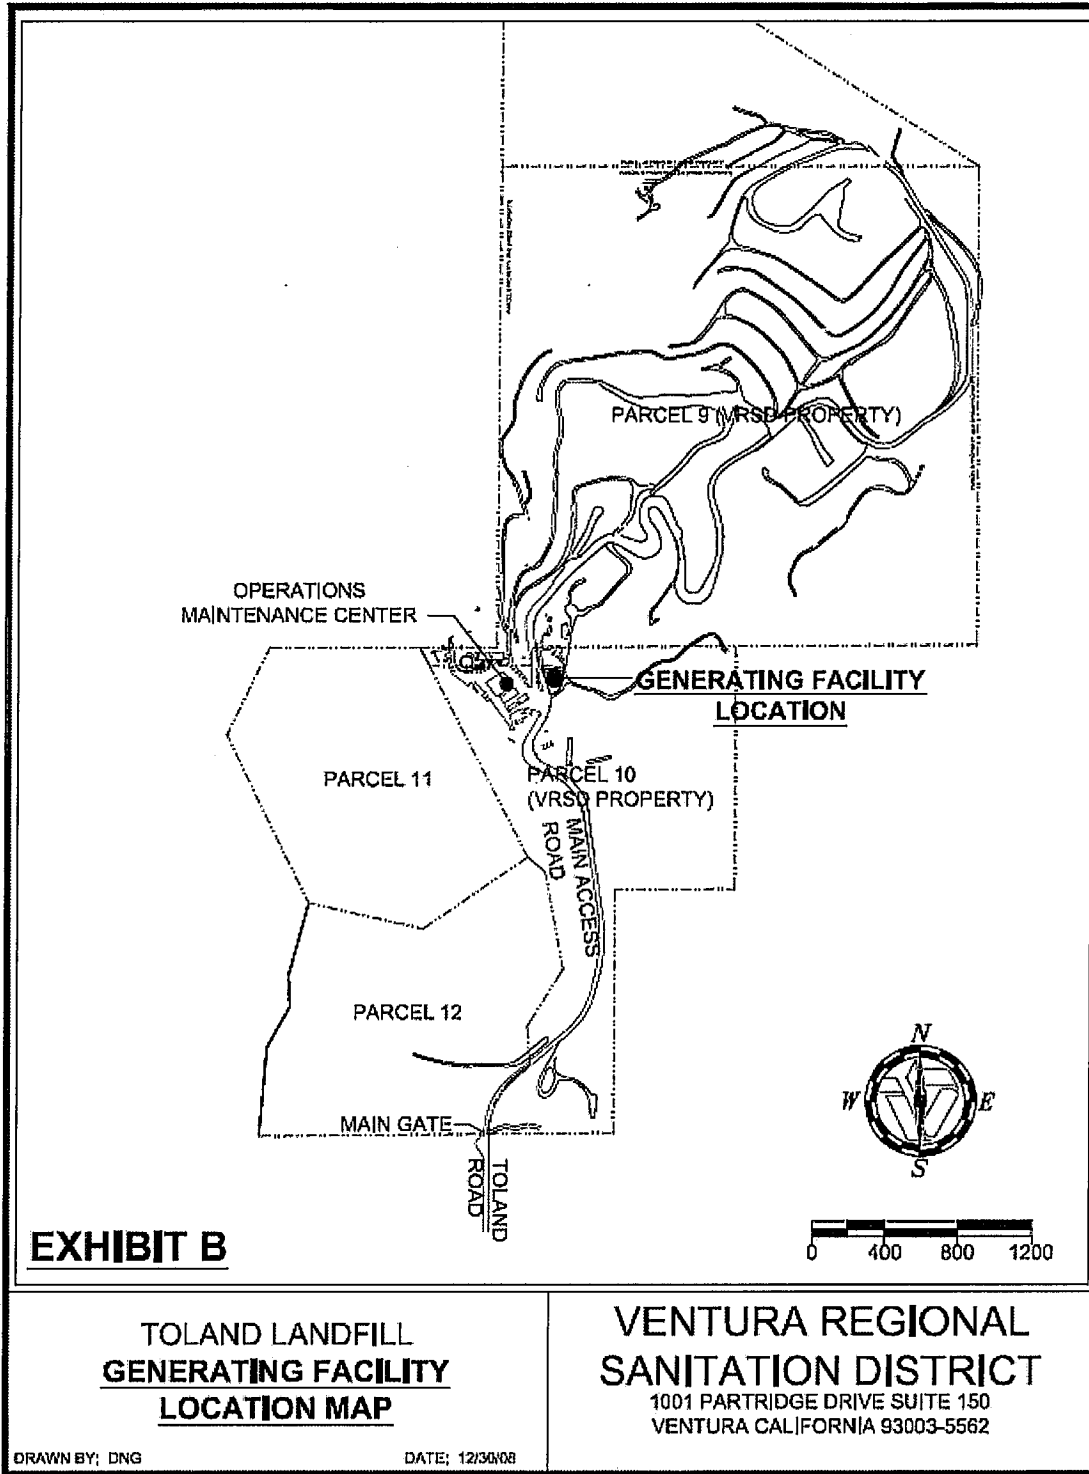 PARCEL 9 (VRSD PROPERTY)
OPERATIONS
MAINTENANCE CENTER
GENERATING FACILITY
LOCATION
PARCEL 11
PARCEL 10
(VRSD PROPERTY)
MAIN ACCESS
ROAD
PARCEL 12
MAIN GATE
TOLAND
ROAD
N
W
E
S
0 400 800 1200
EXHIBIT B
TOLAND LANDFILL
GENERATING FACILITY
LOCATION MAP
DRAWN BY: DNG
DATE: 12/30/08
VENTURA REGIONAL
SANITATION DISTRICT
1001 PARTRIDGE DRIVE SUITE 150
VENTURA CALIFORNIA 93003-5562